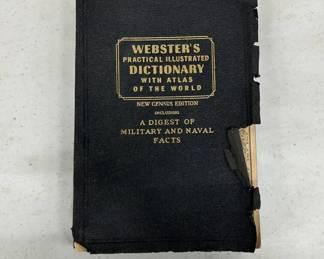 WEBSTER'S
PRACTICAL ILLUSTRATED
DICTIONARY
WITH ATLAS
OF THE WORLD
NEW CENSUS EDITION
INCLUDING
A DIGEST OF
MILITARY AND NAVAL
FACTS